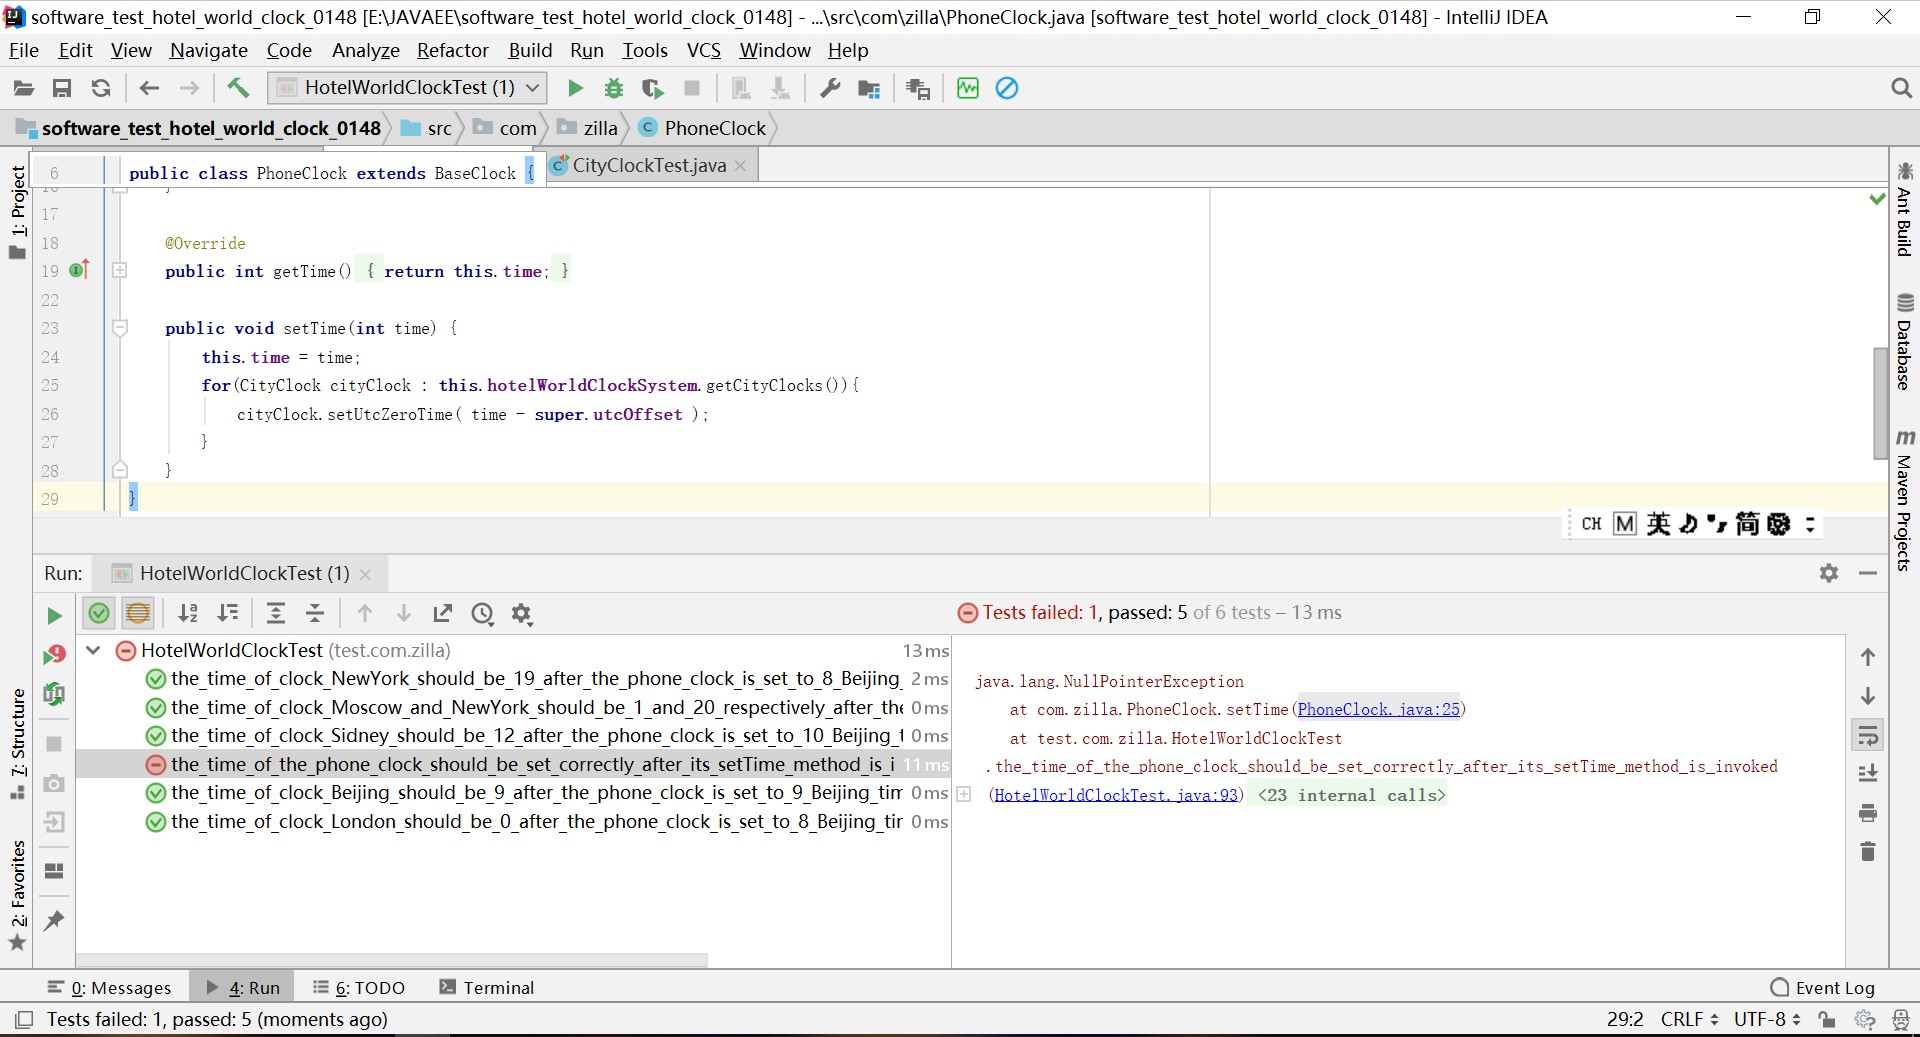 software_test_hotel_world_clock_0148 [E:\JAVAEE\software_test_hotel_world_clock_0148] - ...\src\com\zilla\PhoneClock.java [software_test_hotel_world_clock_0148] - IntelliJ IDEA
File Edit View Navigate Code Analyze Refactor Build Run Tools VCS Window Help
HotelWorldClockTest (1)
software_test_hotel_world_clock_0148 src com zilla PhoneClock
CityClockTest.java
6 public class PhoneClock extends BaseClock {
16 }
17
18 @Override
19 public int getTime() { return this.time; }
22
23 public void setTime(int time) {
24 this.time = time;
25 for(CityClock cityClock : this.hotelWorldClockSystem.getCityClocks()){
26 cityClock.setUtcZeroTime( time - super.utcOffset );
27 }
28 }
29 }
1: Project
7: Structure
2: Favorites
Ant Build
Database
Maven Projects
CH M 英 简
Run: HotelWorldClockTest (1)
Tests failed: 1, passed: 5 of 6 tests – 13 ms
HotelWorldClockTest (test.com.zilla) 13 ms
the_time_of_clock_NewYork_should_be_19_after_the_phone_clock_is_set_to_8_Beijing_ 2 ms
the_time_of_clock_Moscow_and_NewYork_should_be_1_and_20_respectively_after_the 0 ms
the_time_of_clock_Sidney_should_be_12_after_the_phone_clock_is_set_to_10_Beijing_t 0 ms
the_time_of_the_phone_clock_should_be_set_correctly_after_its_setTime_method_is_i 11 ms
the_time_of_clock_Beijing_should_be_9_after_the_phone_clock_is_set_to_9_Beijing_tim 0 ms
the_time_of_clock_London_should_be_0_after_the_phone_clock_is_set_to_8_Beijing_tir 0 ms
java.lang.NullPointerException
at com.zilla.PhoneClock.setTime(PhoneClock.java:25)
at test.com.zilla.HotelWorldClockTest
.the_time_of_the_phone_clock_should_be_set_correctly_after_its_setTime_method_is_invoked
(HotelWorldClockTest.java:93) <23 internal calls>
0: Messages 4: Run 6: TODO Terminal Event Log
Tests failed: 1, passed: 5 (moments ago) 29:2 CRLF UTF-8